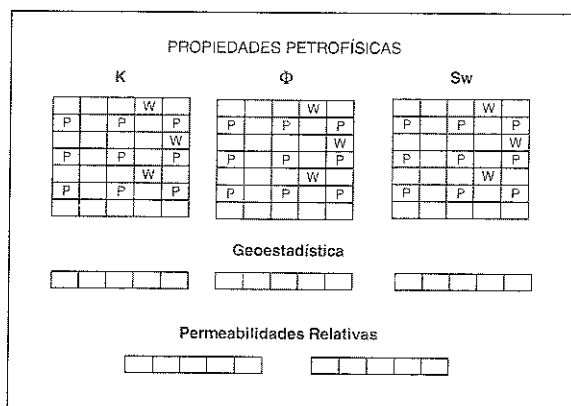 PROPIEDADES PETROFÍSICAS
K Φ Sw
W W W
P P P P P P P P P
W W W
P P P P P P P P P
W W W
P P P P P P P P P
Geoestadística
Permeabilidades Relativas